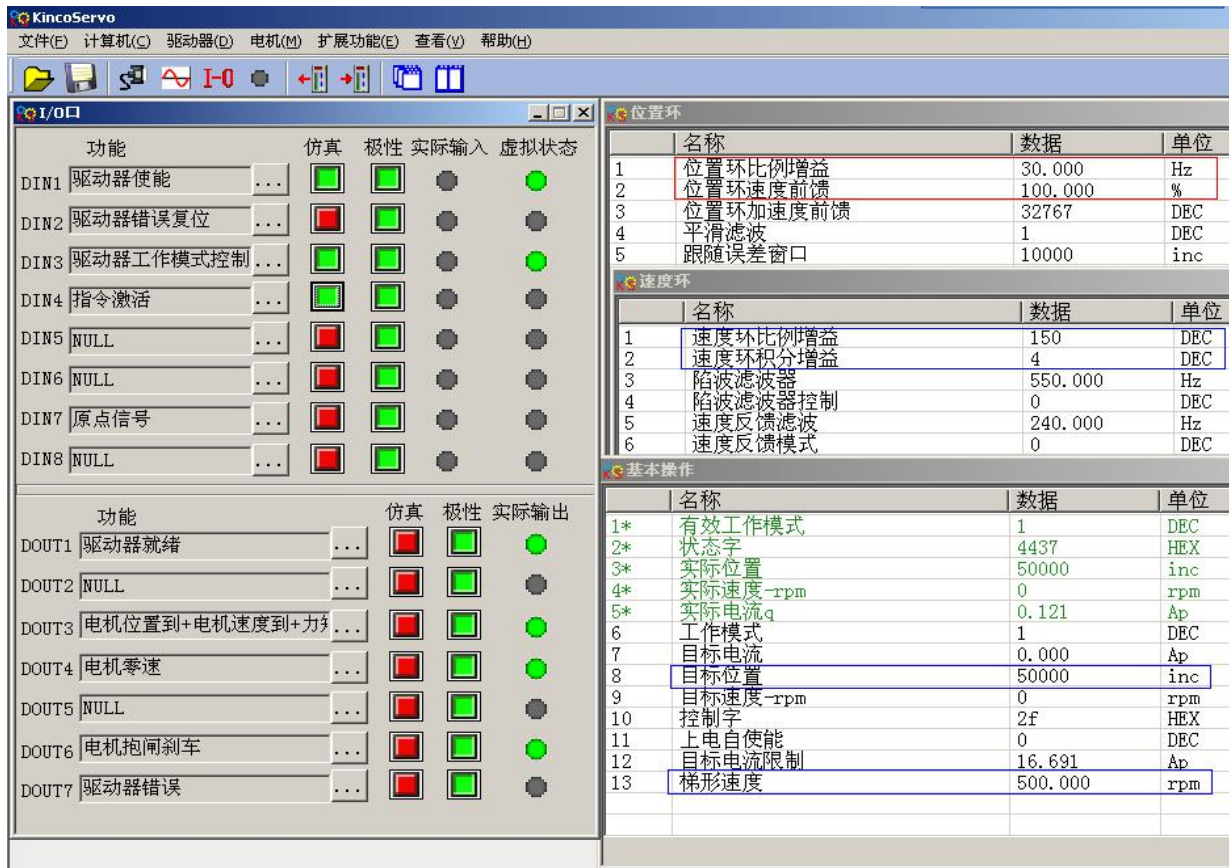 KincoServo
文件(F) 计算机(C) 驱动器(D) 电机(M) 扩展功能(E) 查看(V) 帮助(H)
I-0
I/O口
功能 仿真 极性 实际输入 虚拟状态
DIN1 驱动器使能 ...
DIN2 驱动器错误复位 ...
DIN3 驱动器工作模式控制 ...
DIN4 指令激活 ...
DIN5 NULL ...
DIN6 NULL ...
DIN7 原点信号 ...
DIN8 NULL ...
功能 仿真 极性 实际输出
DOUT1 驱动器就绪 ...
DOUT2 NULL ...
DOUT3 电机位置到+电机速度到+力 ...
DOUT4 电机零速 ...
DOUT5 NULL ...
DOUT6 电机抱闸刹车 ...
DOUT7 驱动器错误 ...
位置环
名称 数据 单位
1 位置环比例增益 30.000 Hz
2 位置环速度前馈 100.000 %
3 位置环加速度前馈 32767 DEC
4 平滑滤波 1 DEC
5 跟随误差窗口 10000 inc
速度环
名称 数据 单位
1 速度环比例增益 150 DEC
2 速度环积分增益 4 DEC
3 陷波滤波器 550.000 Hz
4 陷波滤波器控制 0 DEC
5 速度反馈滤波 240.000 Hz
6 速度反馈模式 0 DEC
基本操作
名称 数据 单位
1* 有效工作模式 1 DEC
2* 状态字 4437 HEX
3* 实际位置 50000 inc
4* 实际速度-rpm 0 rpm
5* 实际电流q 0.121 Ap
6 工作模式 1 DEC
7 目标电流 0.000 Ap
8 目标位置 50000 inc
9 目标速度-rpm 0 rpm
10 控制字 2f HEX
11 上电自使能 0 DEC
12 目标电流限制 16.691 Ap
13 梯形速度 500.000 rpm